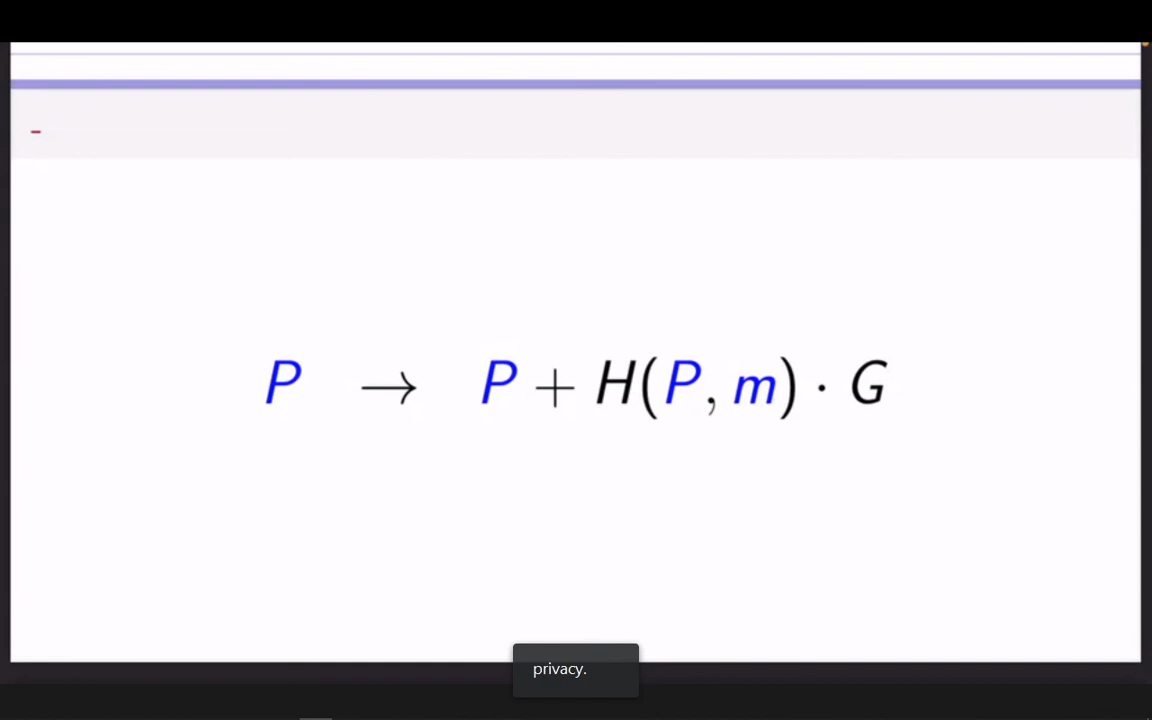 -
P → P + H(P, m) · G
privacy.